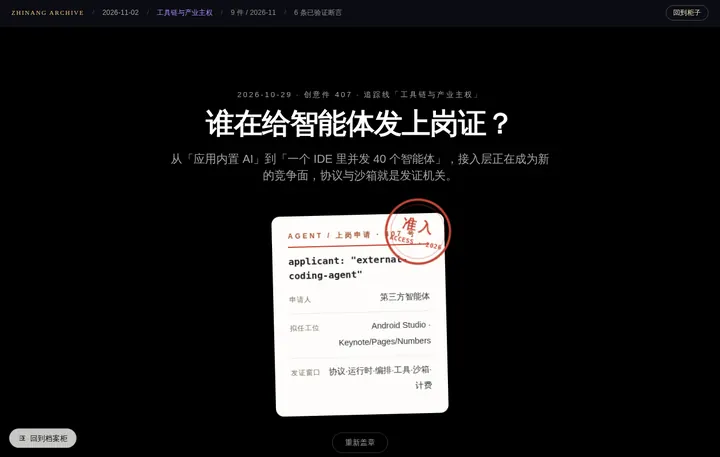 ZHINANG ARCHIVE / 2026-11-02 / 工具链与产业主权 / 9 件 / 2026-11 / 6 条已验证断言
回到柜子
2026-10-29 · 创意件 407 · 追踪线「工具链与产业主权」
谁在给智能体发上岗证？
从「应用内置 AI」到「一个 IDE 里并发 40 个智能体」，接入层正在成为新
的竞争面，协议与沙箱就是发证机关。
AGENT / 上岗申请 · 407 号
准入
ACCESS · 2026
applicant: "external-
coding-agent"
申请人 第三方智能体
拟任工位 Android Studio ·
Keynote/Pages/Numbers
发证窗口 协议·运行时·编排·工具·沙箱·
计费
回到档案柜
重新盖章